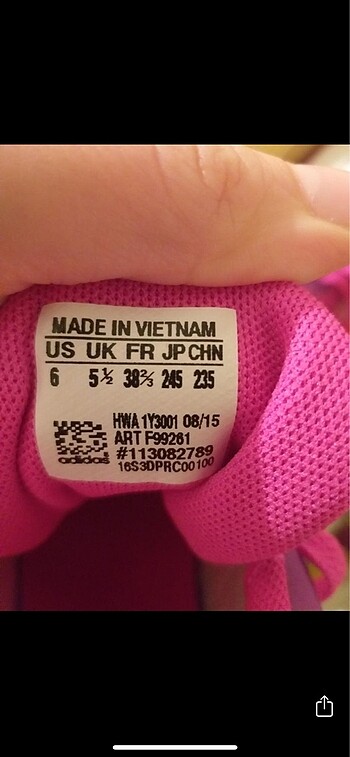 MADE IN VIETNAM
US UK FR JP CHN
6 5½ 38⅔ 245 235
HWA 1Y3001 08/15
ART F99261
#113082789
adidas 16S3DPRC00100